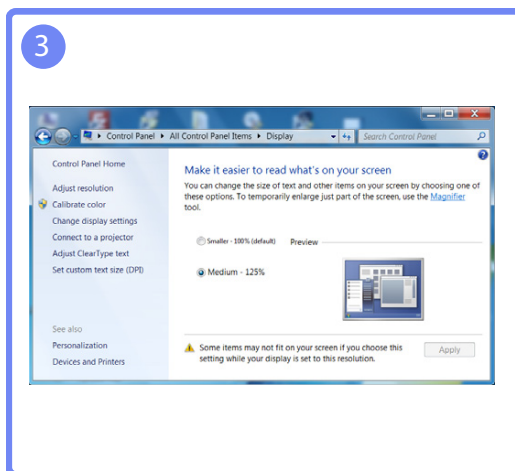 3
Control Panel ▸ All Control Panel Items ▸ Display
Search Control Panel
Control Panel Home
Adjust resolution
Calibrate color
Change display settings
Connect to a projector
Adjust ClearType text
Set custom text size (DPI)
See also
Personalization
Devices and Printers
Make it easier to read what's on your screen
You can change the size of text and other items on your screen by choosing one of
these options. To temporarily enlarge just part of the screen, use the Magnifier
tool.
Smaller - 100% (default)
Preview
Medium - 125%
Some items may not fit on your screen if you choose this
setting while your display is set to this resolution.
Apply